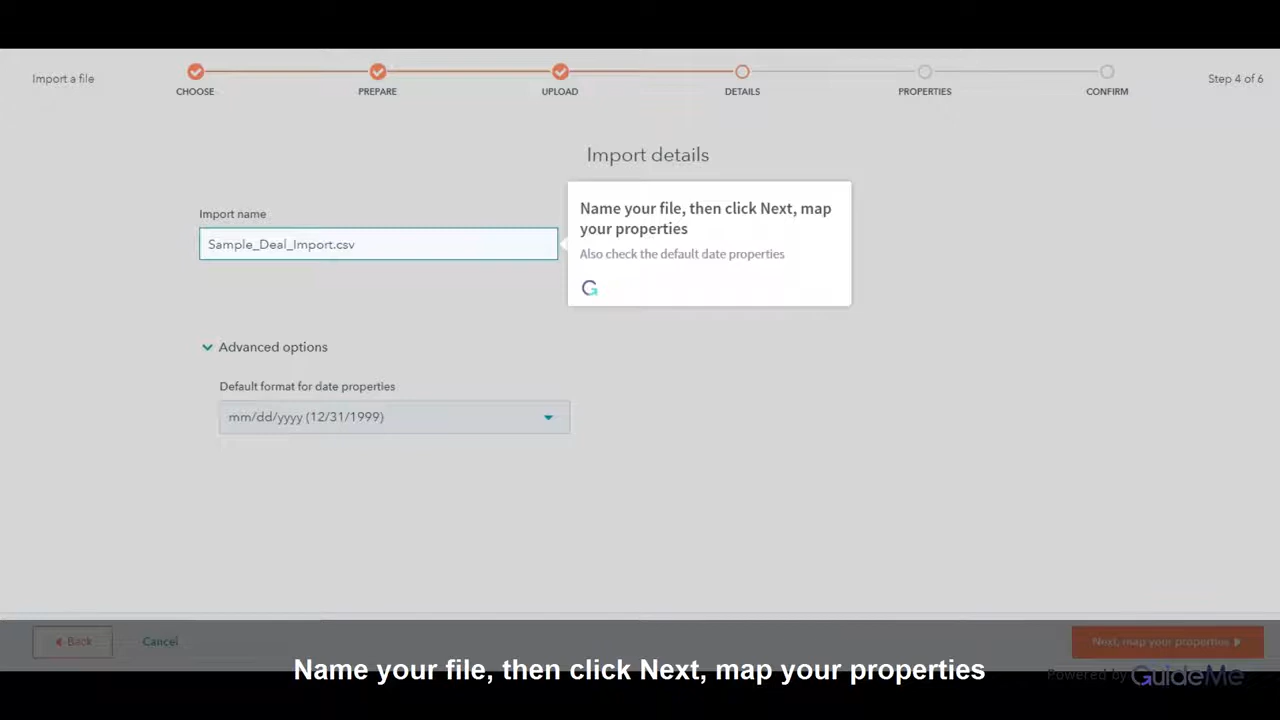 Import a file
CHOOSE
PREPARE
UPLOAD
DETAILS
PROPERTIES
CONFIRM
Step 4 of 6
Import details
Import name
Sample_Deal_Import.csv
Name your file, then click Next, map
your properties
Also check the default date properties
Advanced options
Default format for date properties
mm/dd/yyyy (12/31/1999)
Back
Cancel
Next, map your properties
Name your file, then click Next, map your properties
Powered by GuideMe